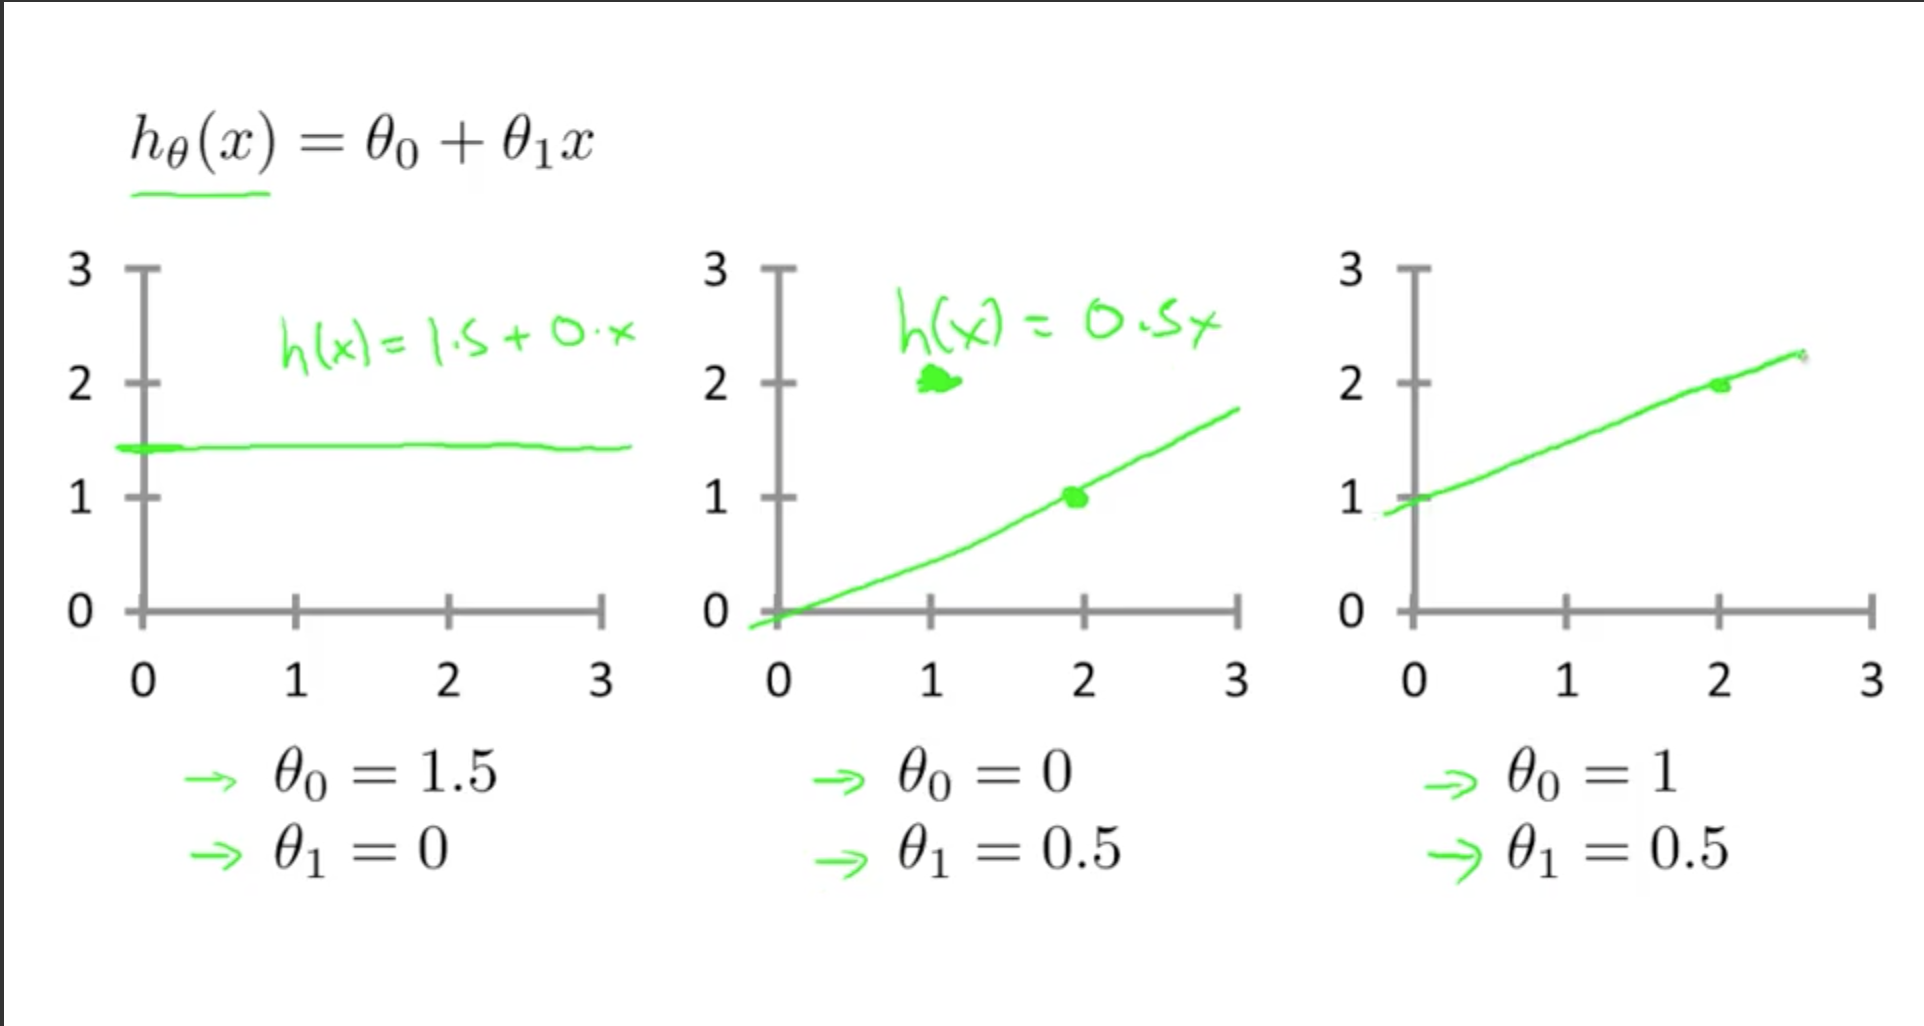 hθ(x) = θ0 + θ1x
3 3 3
h(x) = 1.5 + 0·x h(x) = 0.5x
2 2 2
1 1 1
0 0 0
0 1 2 3 0 1 2 3 0 1 2 3
→ θ0 = 1.5 → θ0 = 0 → θ0 = 1
→ θ1 = 0 → θ1 = 0.5 → θ1 = 0.5